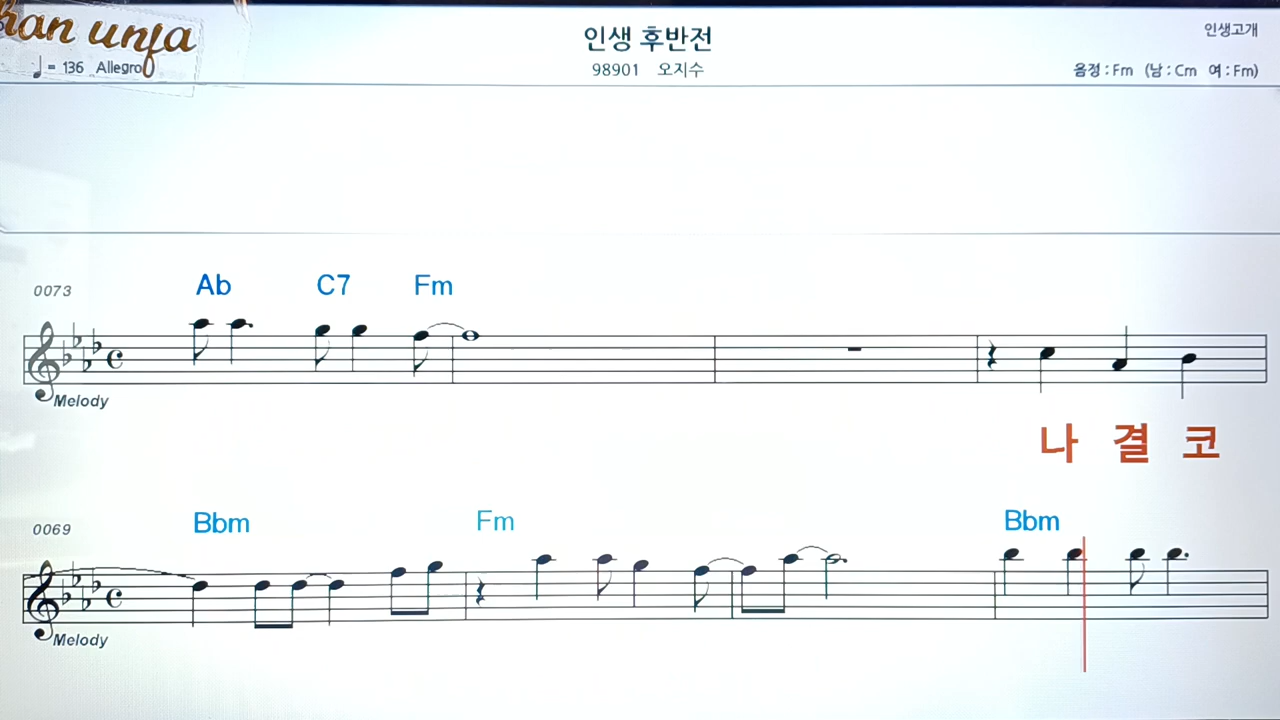 han unja
인생 후반전
인생고개
= 136 Allegro
98901 오지수
음정 : Fm (남 : Cm 여 : Fm)
Ab C7 Fm
0073
Melody
나 결 코
Bbm Fm Bbm
0069
Melody